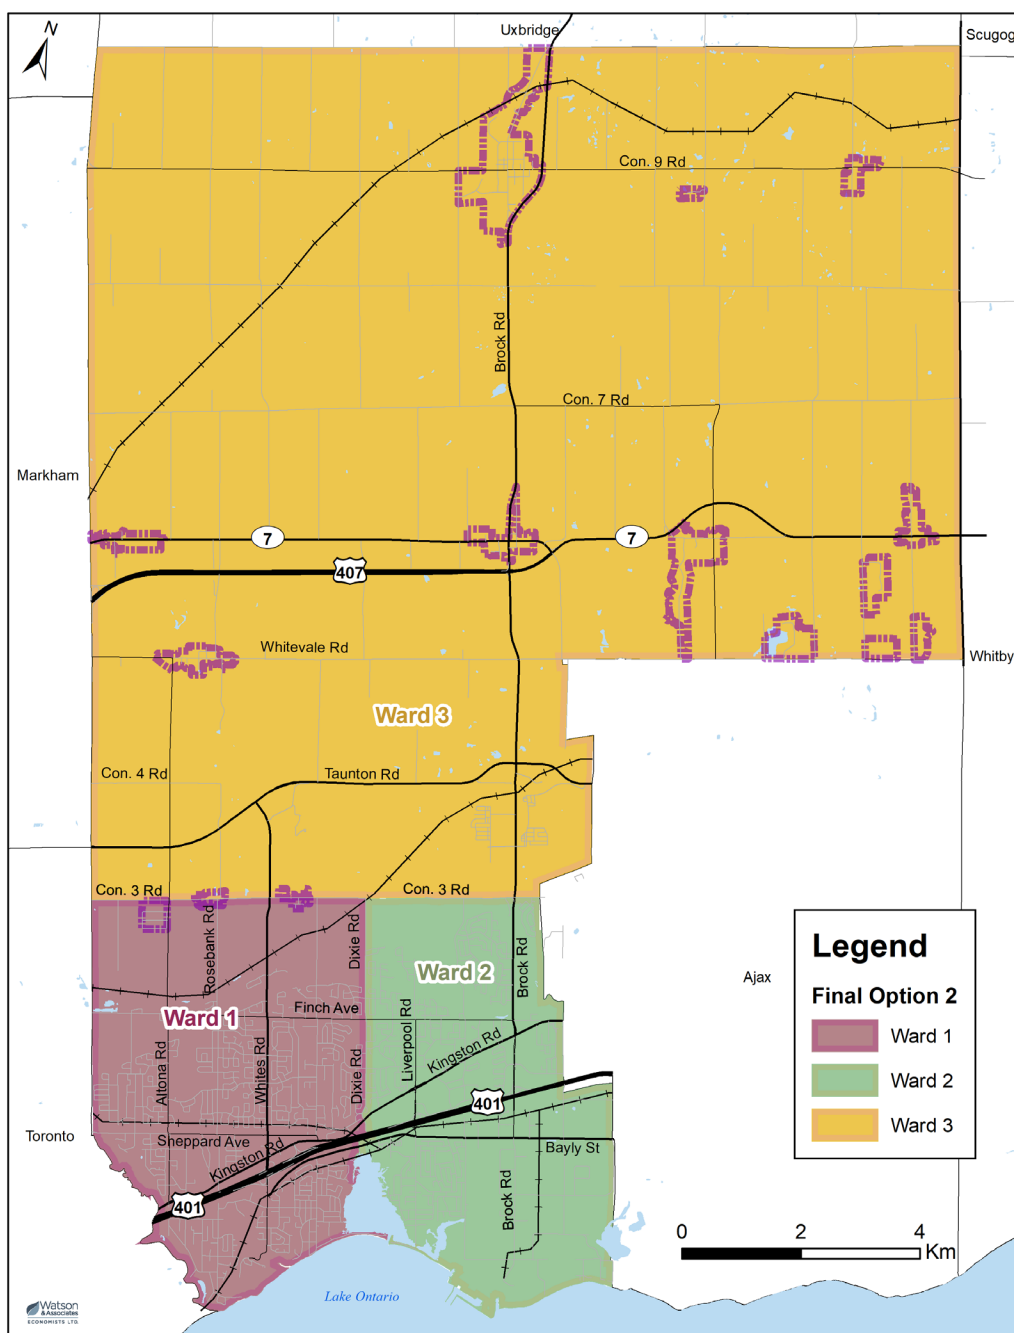 N
Uxbridge
Scugog
Con. 9 Rd
Brock Rd
Con. 7 Rd
Markham
7
7
407
Whitevale Rd
Whitby
Ward 3
Con. 4 Rd
Taunton Rd
Con. 3 Rd
Con. 3 Rd
Rosebank Rd
Dixie Rd
Brock Rd
Ward 2
Ajax
Ward 1
Finch Ave
Liverpool Rd
Kingston Rd
Altona Rd
Whites Rd
Dixie Rd
401
Toronto
Sheppard Ave
Kingston Rd
Bayly St
Brock Rd
401
Lake Ontario
Legend
Final Option 2
Ward 1
Ward 2
Ward 3
0 2 4
Km
Watson
& Associates
ECONOMISTS LTD.